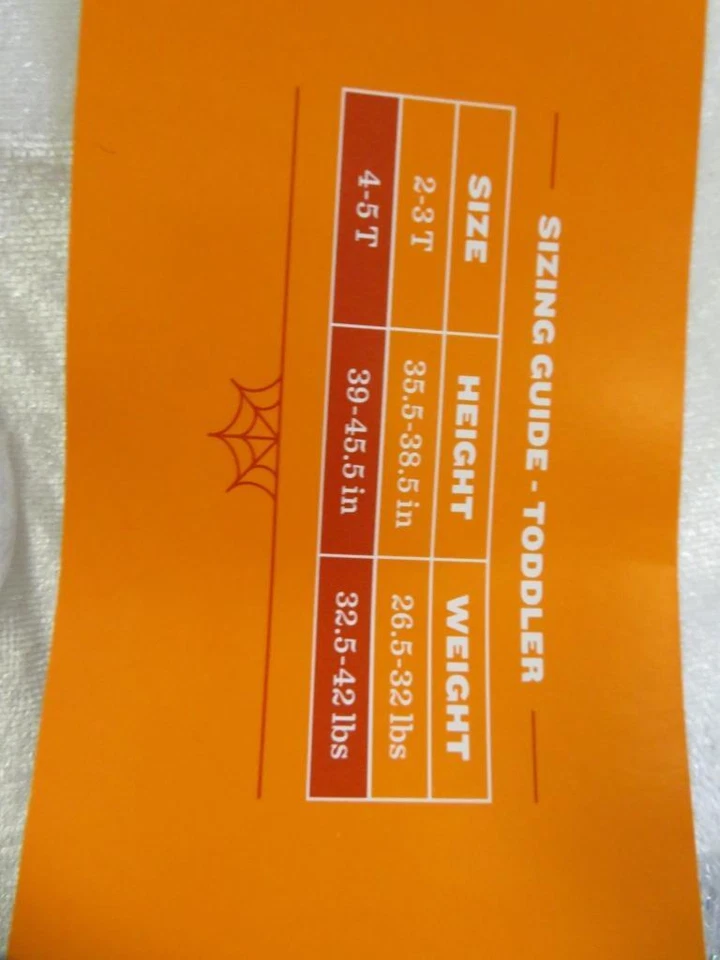 SIZING GUIDE - TODDLER
SIZE HEIGHT WEIGHT
2-3 T 35.5-38.5 in 26.5-32 lbs
4-5 T 39-45.5 in 32.5-42 lbs